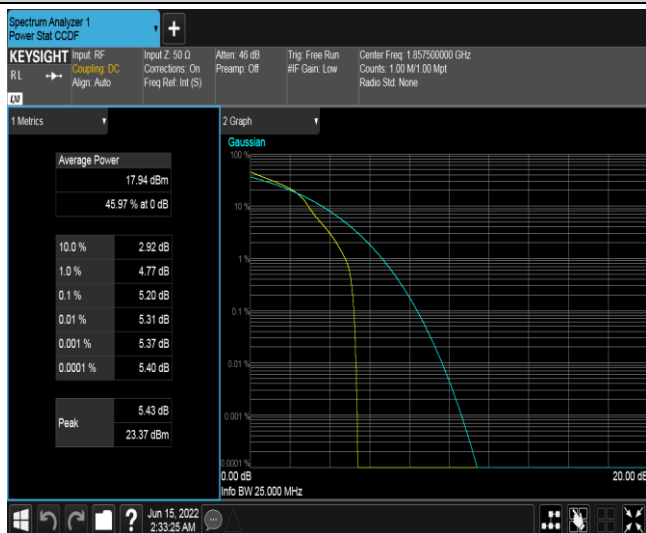 Spectrum Analyzer 1
Power Stat CCDF
KEYSIGHT Input: RF Input Z: 50 Ω Atten: 46 dB Trig: Free Run Center Freq: 1.857500000 GHz
RL Coupling: DC Corrections: On Preamp: Off #IF Gain: Low Counts: 1.00 M/1.00 Mpt
Align: Auto Freq Ref: Int (S) Radio Std: None
LXI
1 Metrics
Average Power
17.94 dBm
45.97 % at 0 dB
10.0 % 2.92 dB
1.0 % 4.77 dB
0.1 % 5.20 dB
0.01 % 5.31 dB
0.001 % 5.37 dB
0.0001 % 5.40 dB
Peak 5.43 dB
23.37 dBm
2 Graph
Gaussian
100 %
10 %
1 %
0.1 %
0.01 %
0.001 %
0.0001 %
0.00 dB 20.00 dB
Info BW 25.000 MHz
Jun 15, 2022
2:33:25 AM